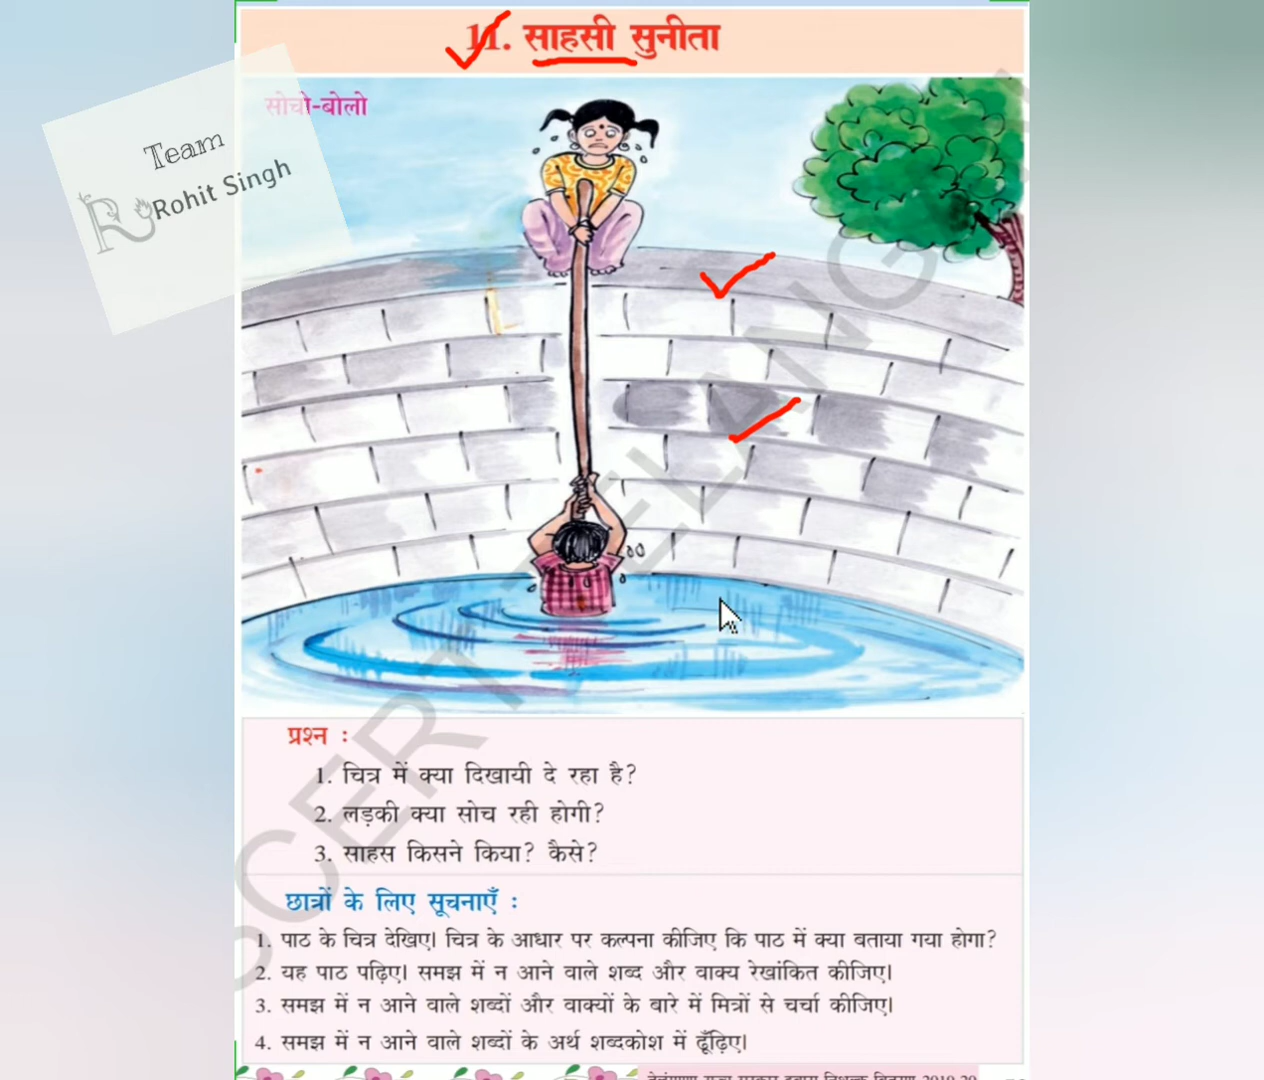 11. साहसी सुनीता
सोचो-बोलो
Team
Rohit Singh
प्रश्न :
1. चित्र में क्या दिखायी दे रहा है?
2. लड़की क्या सोच रही होगी?
3. साहस किसने किया? कैसे?
छात्रों के लिए सूचनाएँ :
1. पाठ के चित्र देखिए। चित्र के आधार पर कल्पना कीजिए कि पाठ में क्या बताया गया होगा?
2. यह पाठ पढ़िए। समझ में न आने वाले शब्द और वाक्य रेखांकित कीजिए।
3. समझ में न आने वाले शब्दों और वाक्यों के बारे में मित्रों से चर्चा कीजिए।
4. समझ में न आने वाले शब्दों के अर्थ शब्दकोश में ढूँढ़िए।
SCERT TELANG